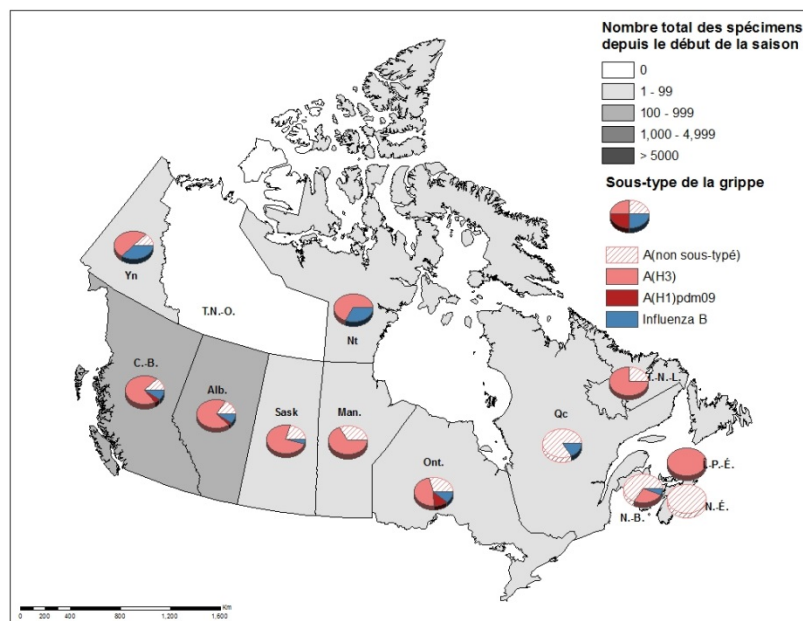 Nombre total des spécimens
depuis le début de la saison
0
1 - 99
100 - 999
1,000 - 4,999
> 5000
Sous-type de la grippe
A(non sous-typé)
A(H3)
A(H1)pdm09
Influenza B
Yn
T.N.-O.
Nt
C.-B.
Alb.
Sask
Man.
Ont.
Qc
T.-N.-L.
I.-P.-É.
N.-B. *
N.-É.
Km
0 200 400 800 1,200 1,600